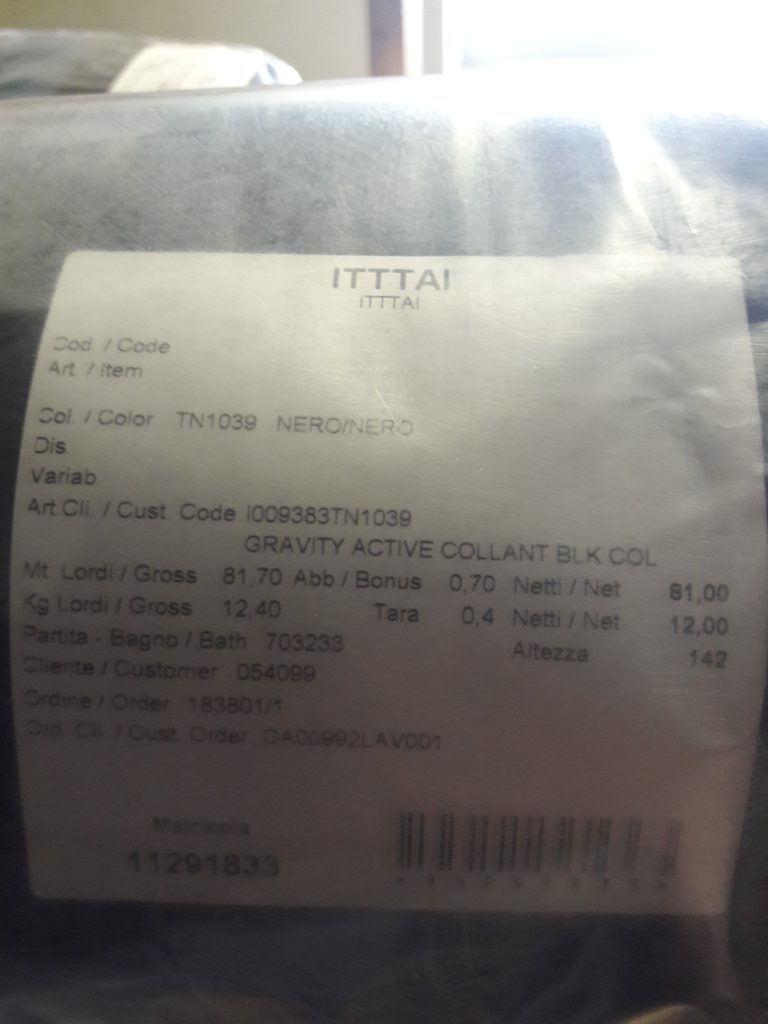 ITTTAI
ITTTAI
Cod. / Code
Art. / Item
Col. / Color TN1039 NERO/NERO
Dis.
Variab
Art.Cli. / Cust. Code I009383TN1039
GRAVITY ACTIVE COLLANT BLK COL
Mt. Lordi / Gross 81,70 Abb / Bonus 0,70 Netti / Net 81,00
Kg Lordi / Gross 12,40 Tara 0,4 Netti / Net 12,00
Partita - Bagno / Bath 703233 Altezza 142
Cliente / Customer 054099
Ordine / Order 183801/1
Ord. Cli. / Cust. Order OA00992LAV001
Matricola
11291833